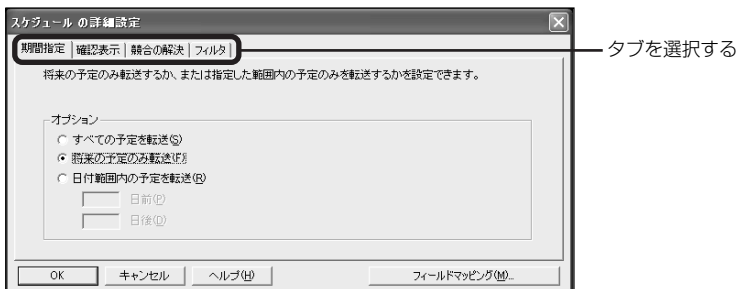 スケジュール の詳細設定
期間指定 確認表示 競合の解決 フィルタ
タブを選択する
将来の予定のみ転送するか、または指定した範囲内の予定のみを転送するかを設定できます。
オプション
すべての予定を転送(S)
将来の予定のみ転送(F)
日付範囲内の予定を転送(R)
日前(P)
日後(D)
OK キャンセル ヘルプ(H) フィールドマッピング(M)...